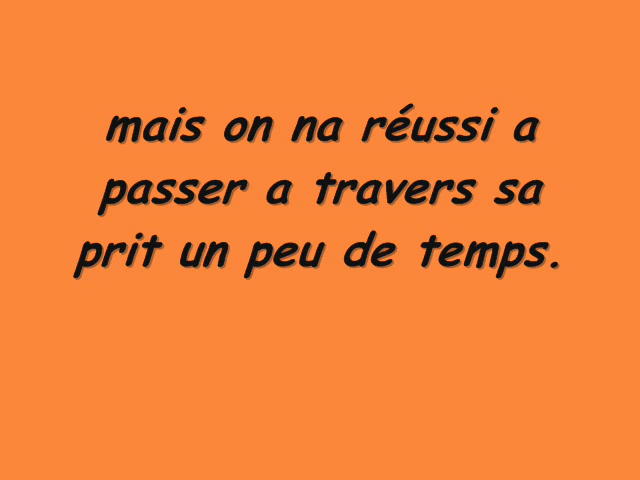 mais on na réussi a
passer a travers sa
prit un peu de temps.